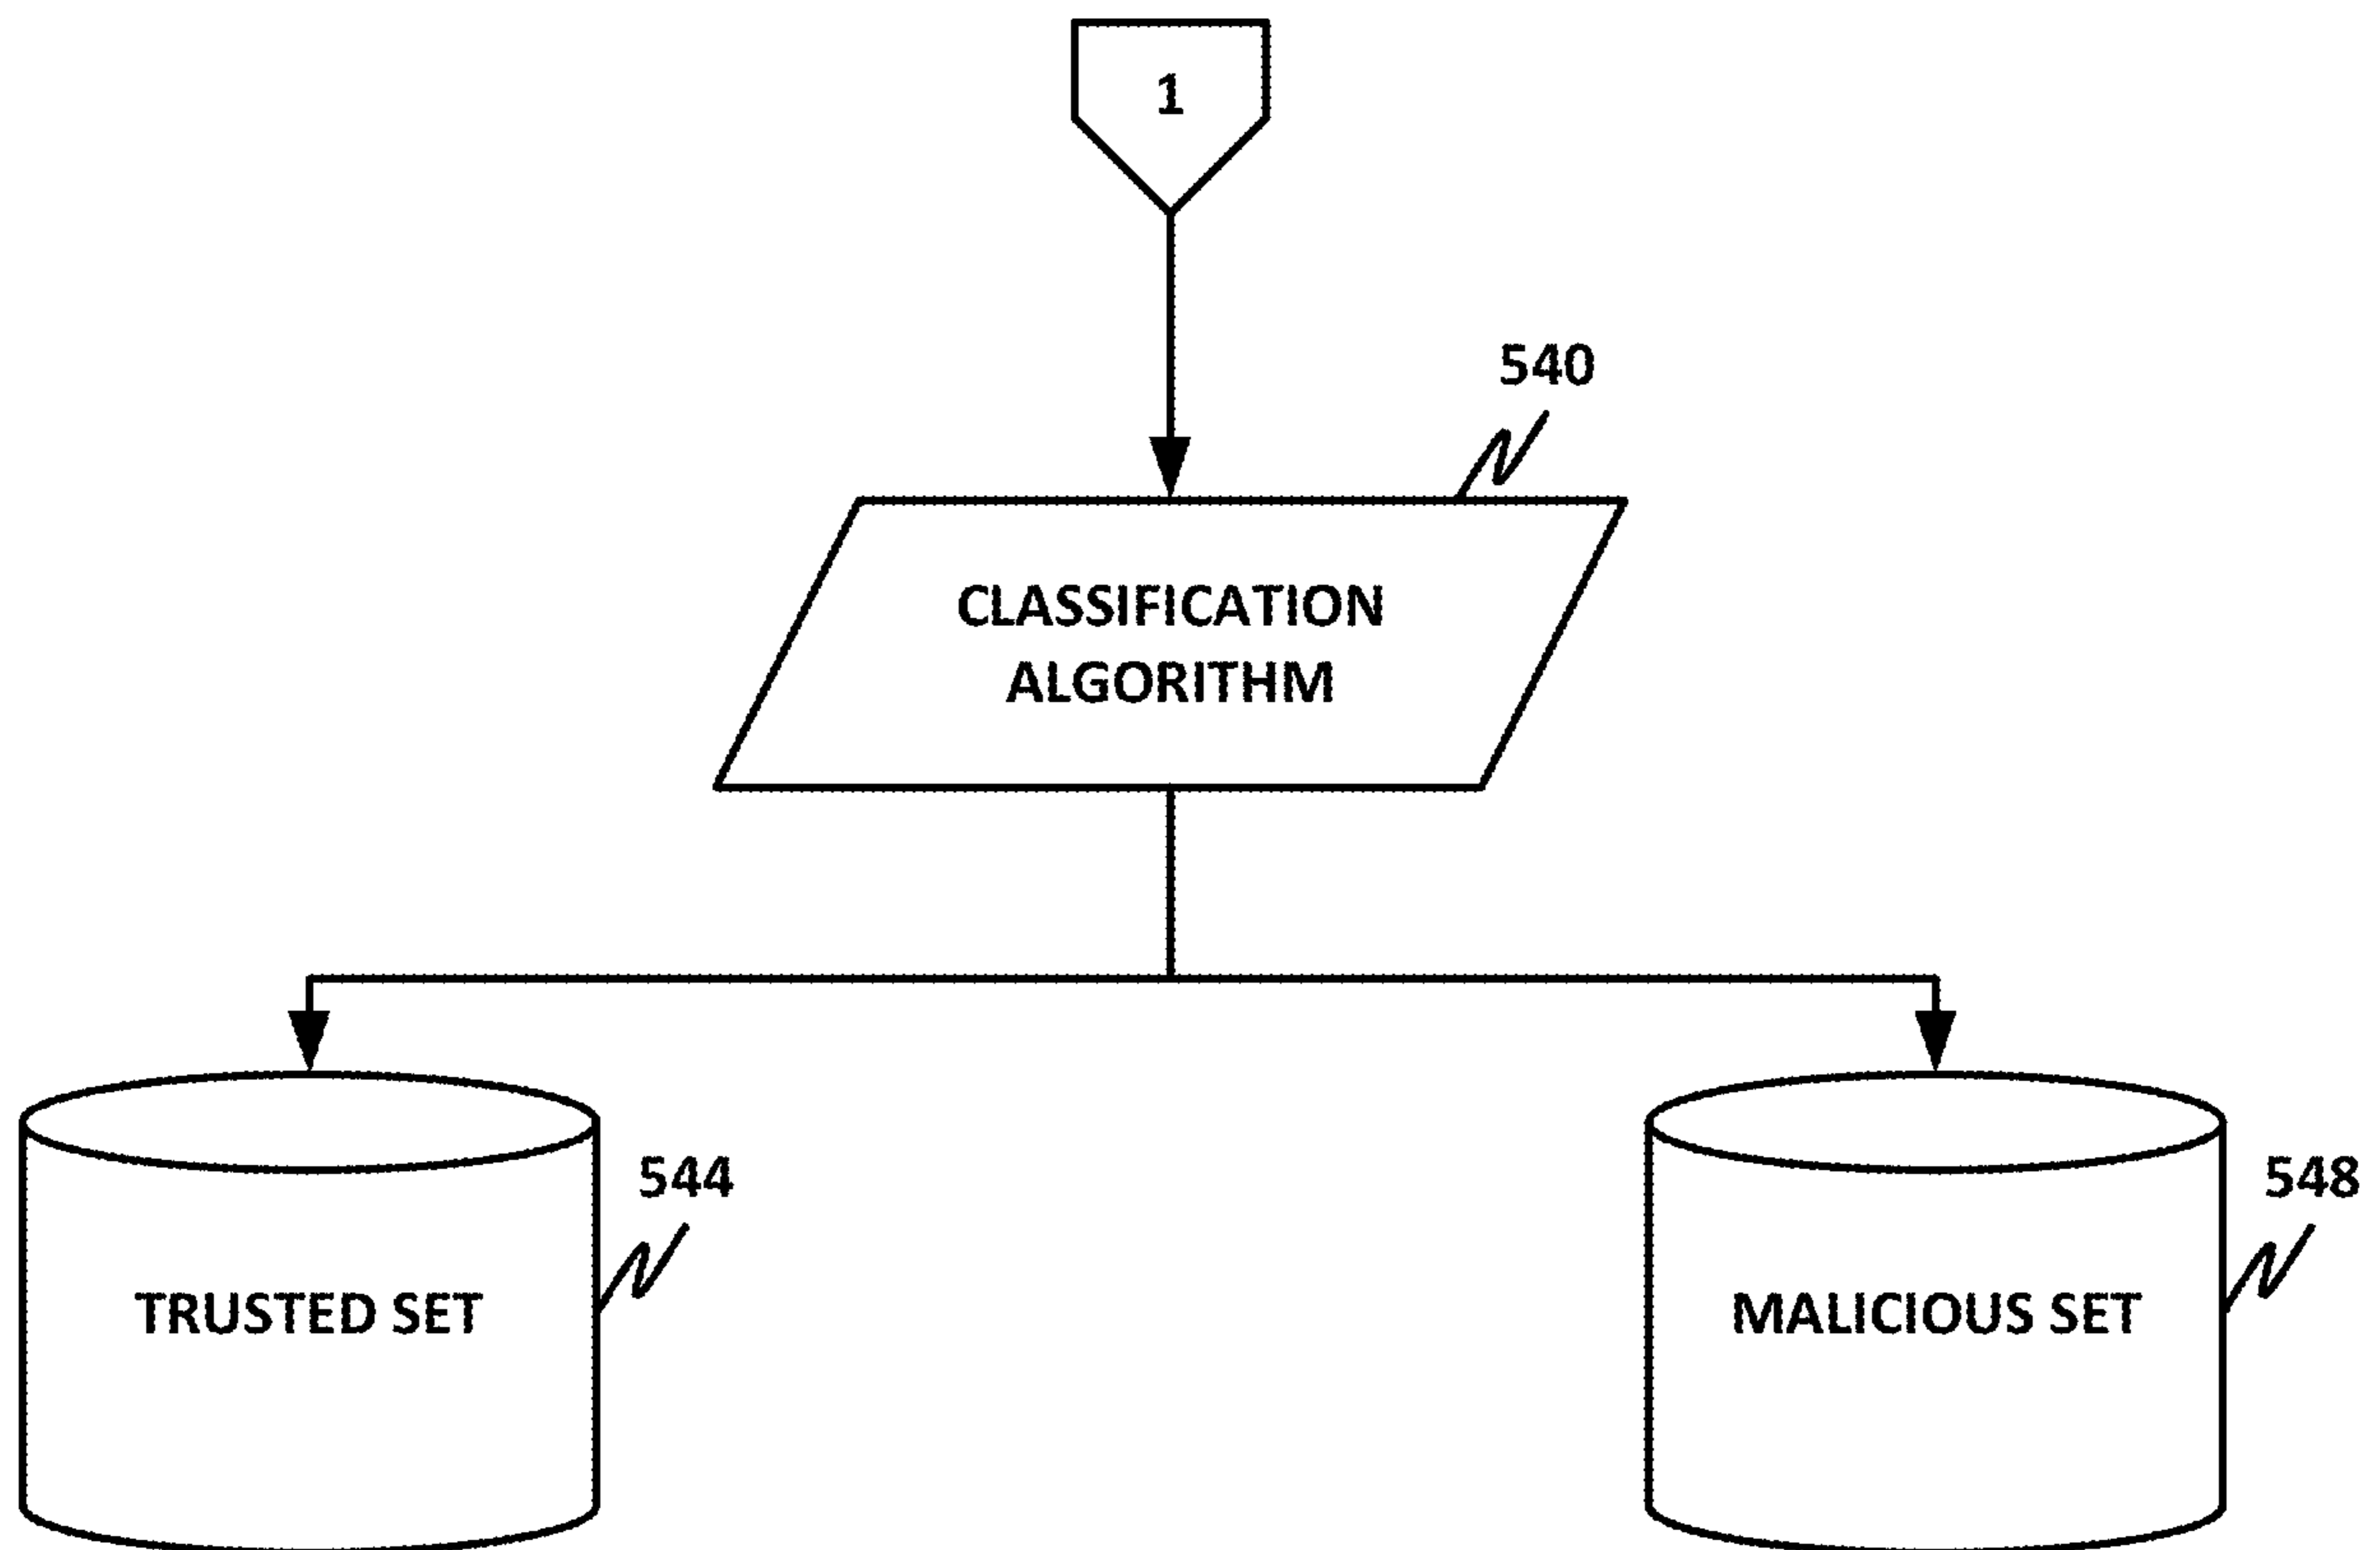 1
540
CLASSIFICATION
ALGORITHM
544
548
TRUSTED SET
MALICIOUS SET